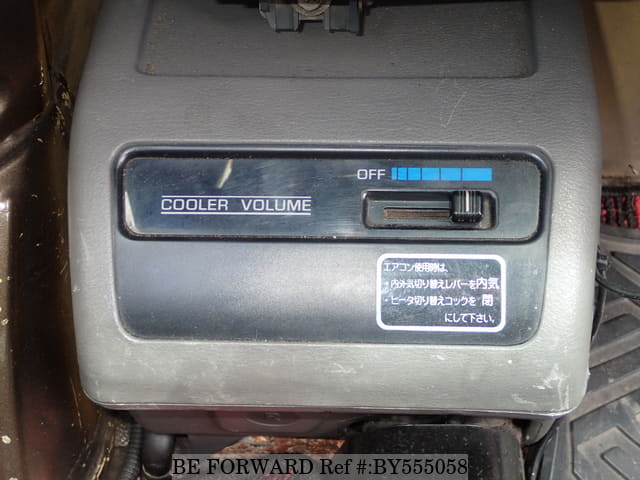 OFF
COOLER VOLUME
エアコン使用時は、
・内外気切り替えレバーを内気
・ヒータ切り替えコックを 閉
にして下さい。
BE FORWARD Ref #:BY555058